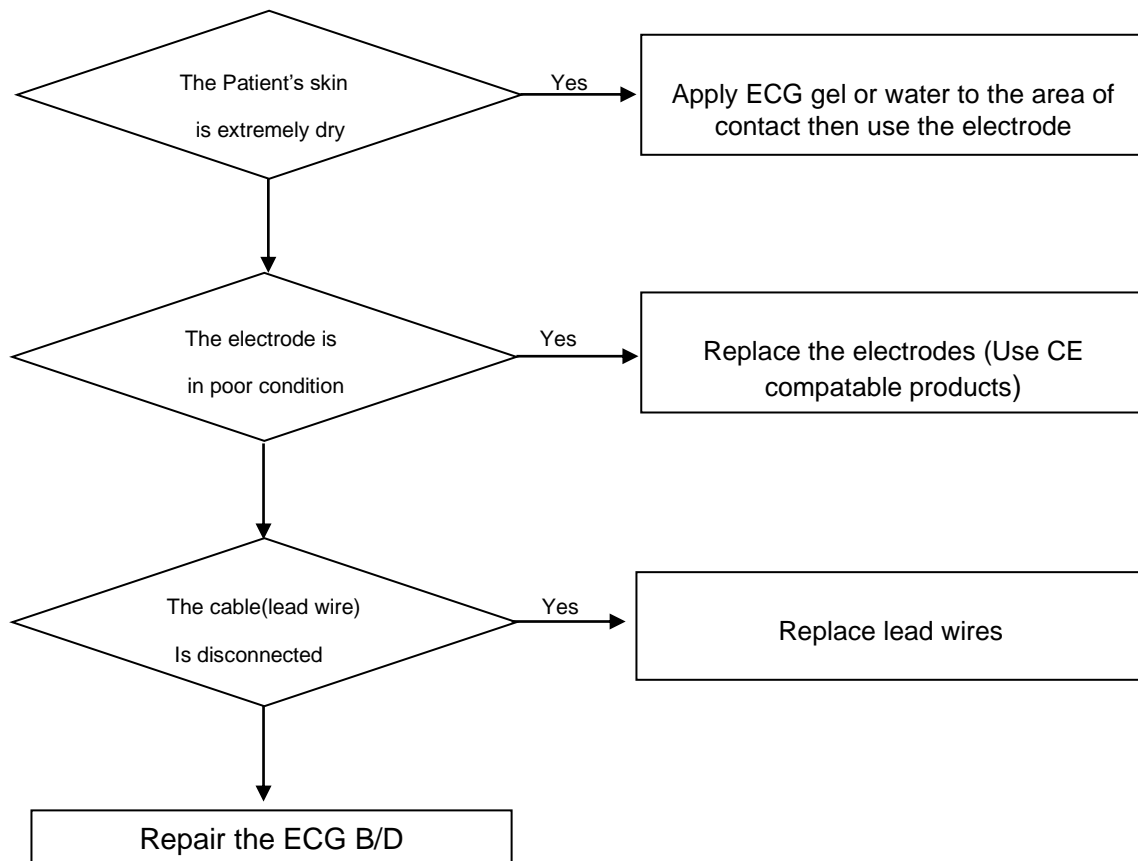 The Patient's skin
is extremely dry
Yes
Apply ECG gel or water to the area of
contact then use the electrode
The electrode is
in poor condition
Yes
Replace the electrodes (Use CE
compatable products)
The cable(lead wire)
Is disconnected
Yes
Replace lead wires
Repair the ECG B/D